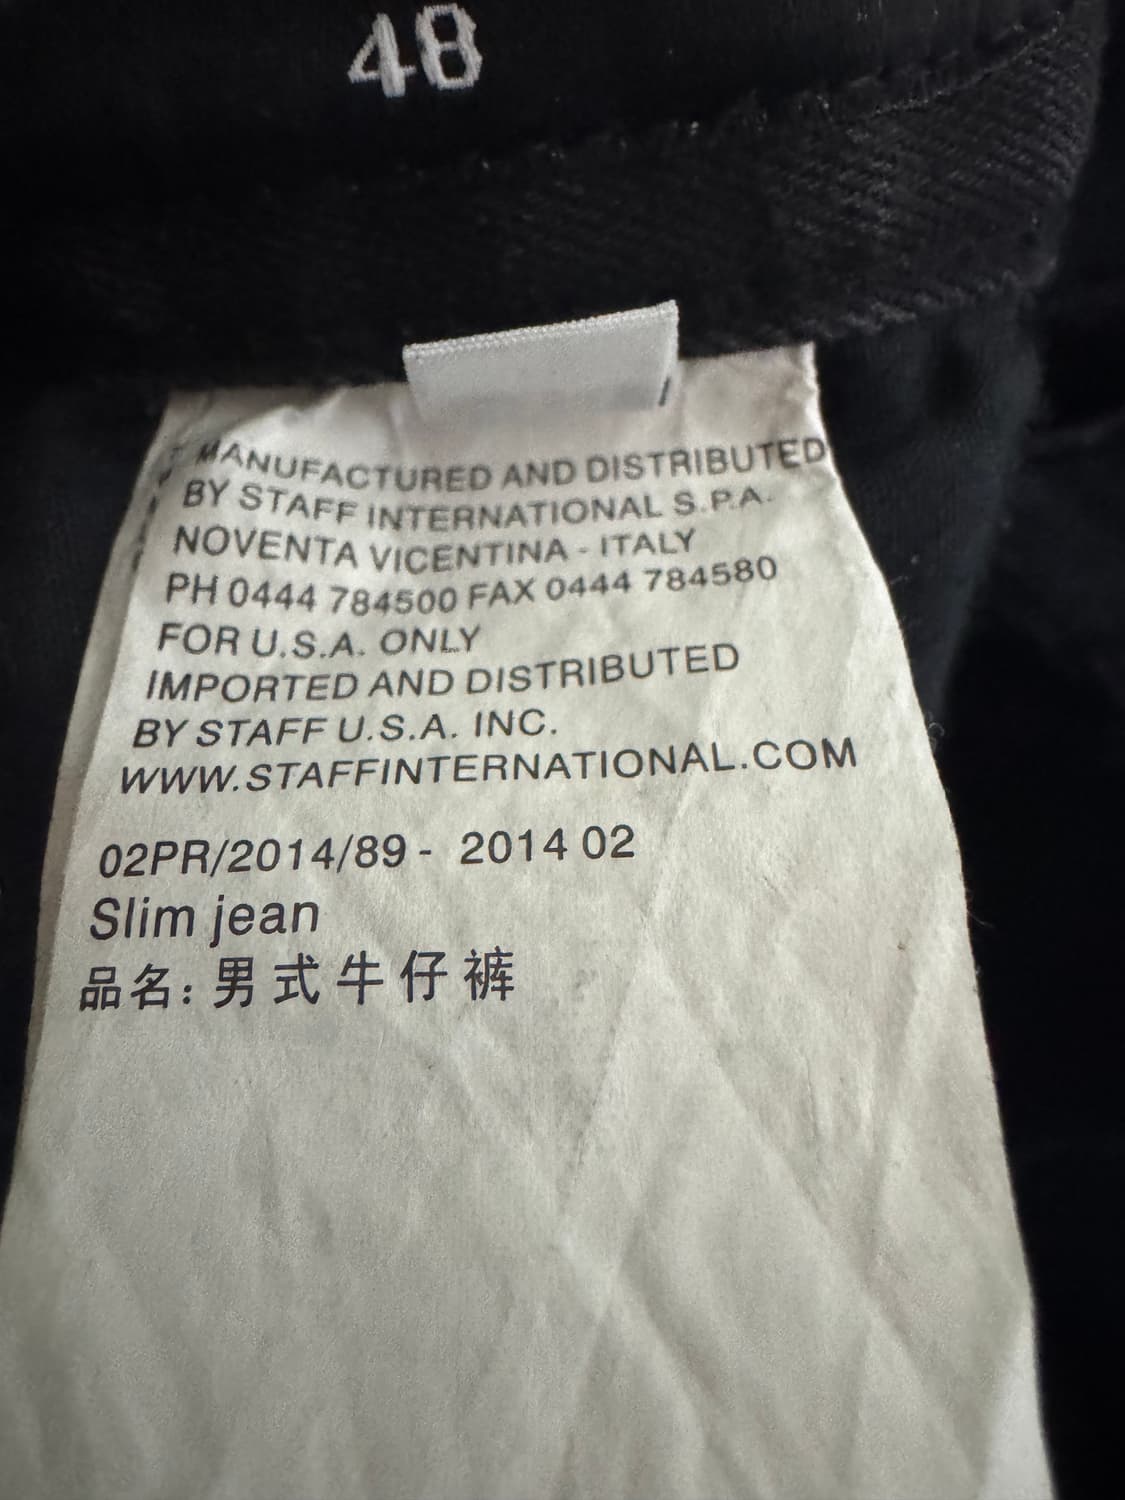 48
MANUFACTURED AND DISTRIBUTED
BY STAFF INTERNATIONAL S.P.A.
NOVENTA VICENTINA - ITALY
PH 0444 784500 FAX 0444 784580
FOR U.S.A. ONLY
IMPORTED AND DISTRIBUTED
BY STAFF U.S.A. INC.
WWW.STAFFINTERNATIONAL.COM
02PR/2014/89 - 2014 02
Slim jean
品名: 男式牛仔裤